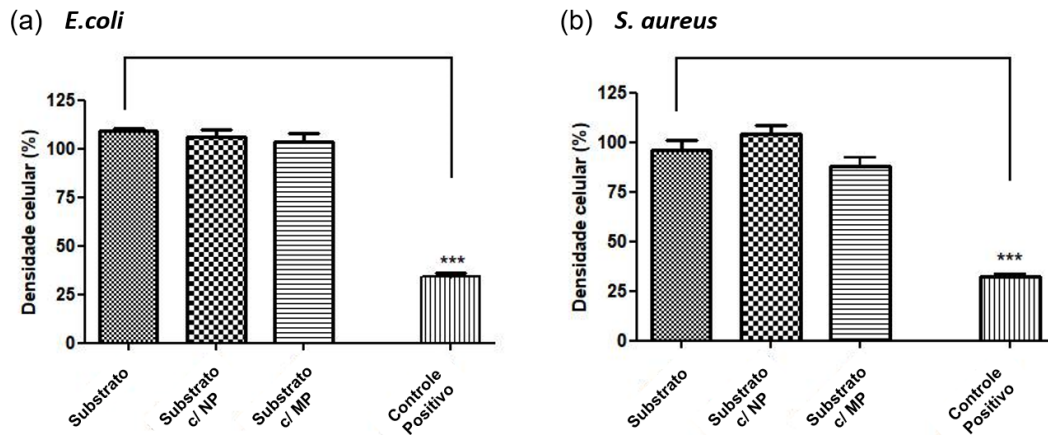 (a) E.coli
Densidade celular (%)
125
100
75
50
25
0
***
Substrato
Substrato
c/ NP
Substrato
c/ MP
Controle
Positivo
(b) S. aureus
Densidade celular (%)
125
100
75
50
25
0
***
Substrato
Substrato
c/ NP
Substrato
c/ MP
Controle
Positivo